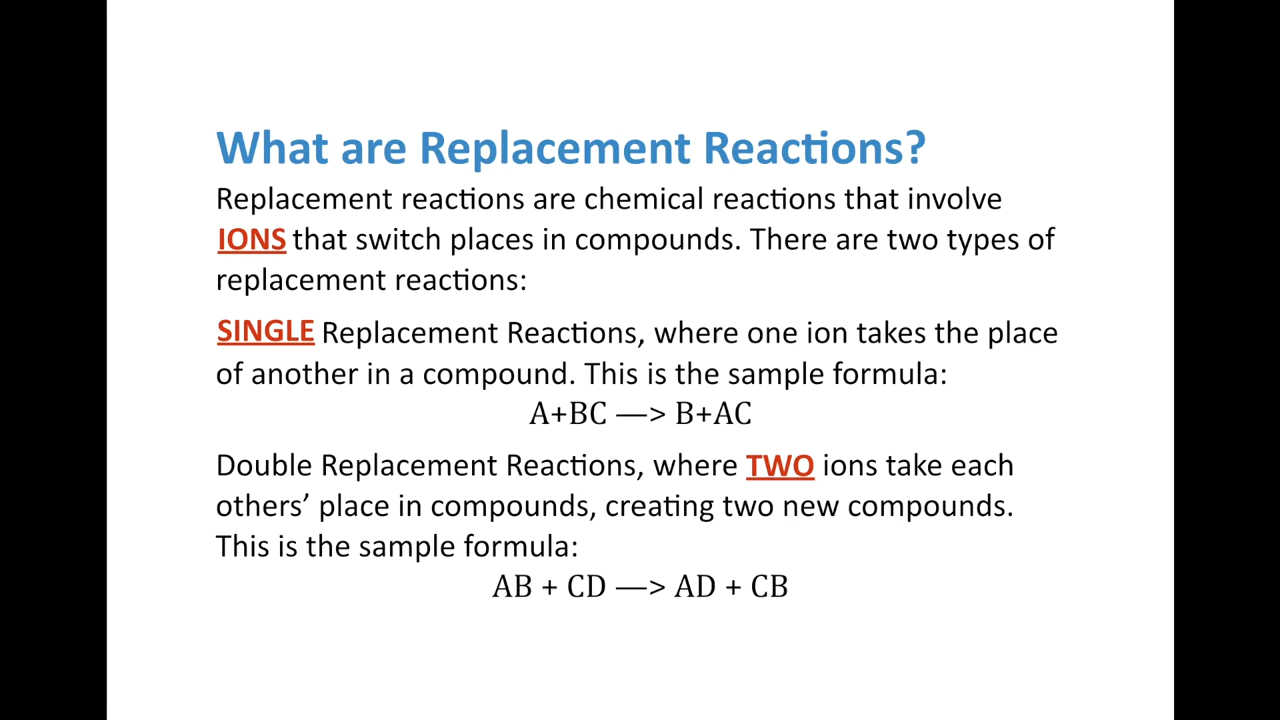 What are Replacement Reactions?
Replacement reactions are chemical reactions that involve
IONS that switch places in compounds. There are two types of
replacement reactions:
SINGLE Replacement Reactions, where one ion takes the place
of another in a compound. This is the sample formula:
A+BC —> B+AC
Double Replacement Reactions, where TWO ions take each
others’ place in compounds, creating two new compounds.
This is the sample formula:
AB + CD —> AD + CB